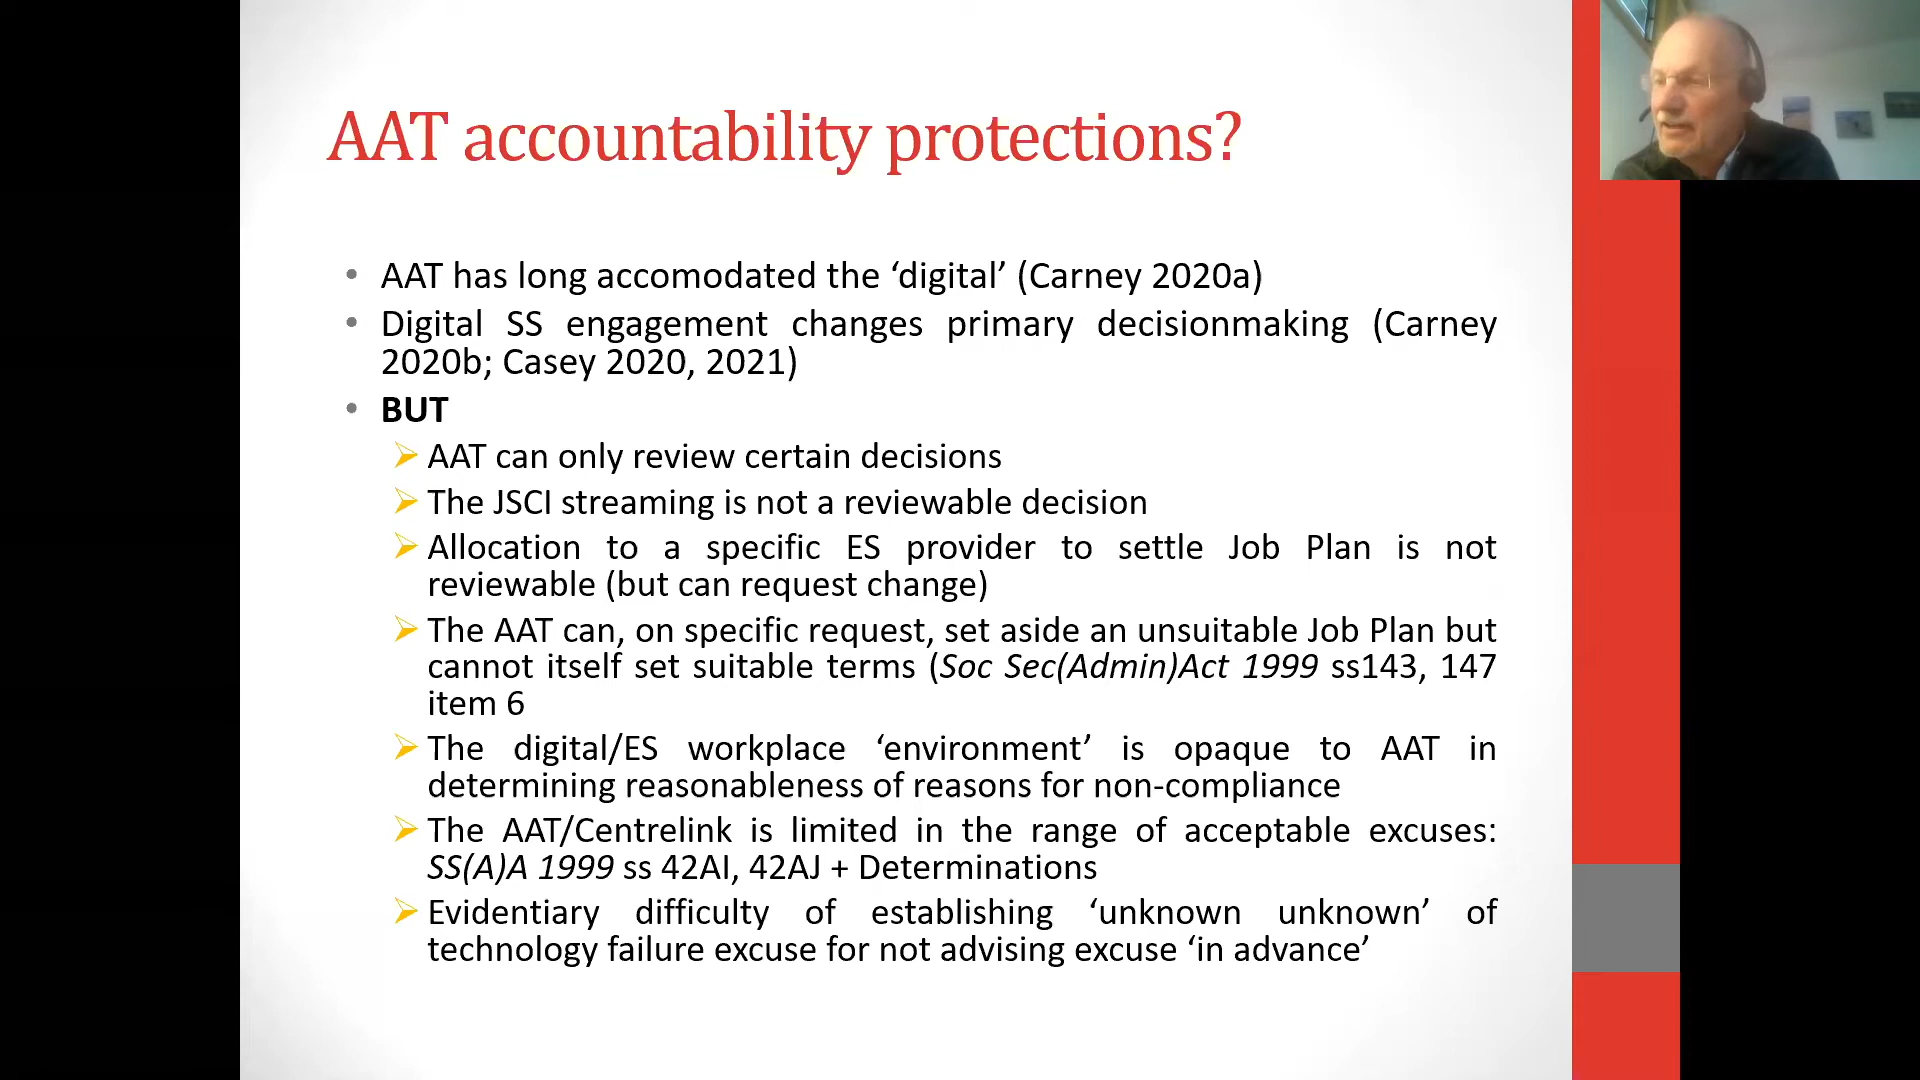 AAT accountability protections?
• AAT has long accomodated the ‘digital’ (Carney 2020a)
• Digital SS engagement changes primary decisionmaking (Carney
2020b; Casey 2020, 2021)
• BUT
➢ AAT can only review certain decisions
➢ The JSCI streaming is not a reviewable decision
➢ Allocation to a specific ES provider to settle Job Plan is not
reviewable (but can request change)
➢ The AAT can, on specific request, set aside an unsuitable Job Plan but
cannot itself set suitable terms (Soc Sec(Admin)Act 1999 ss143, 147
item 6
➢ The digital/ES workplace ‘environment’ is opaque to AAT in
determining reasonableness of reasons for non-compliance
➢ The AAT/Centrelink is limited in the range of acceptable excuses:
SS(A)A 1999 ss 42AI, 42AJ + Determinations
➢ Evidentiary difficulty of establishing ‘unknown unknown’ of
technology failure excuse for not advising excuse ‘in advance’